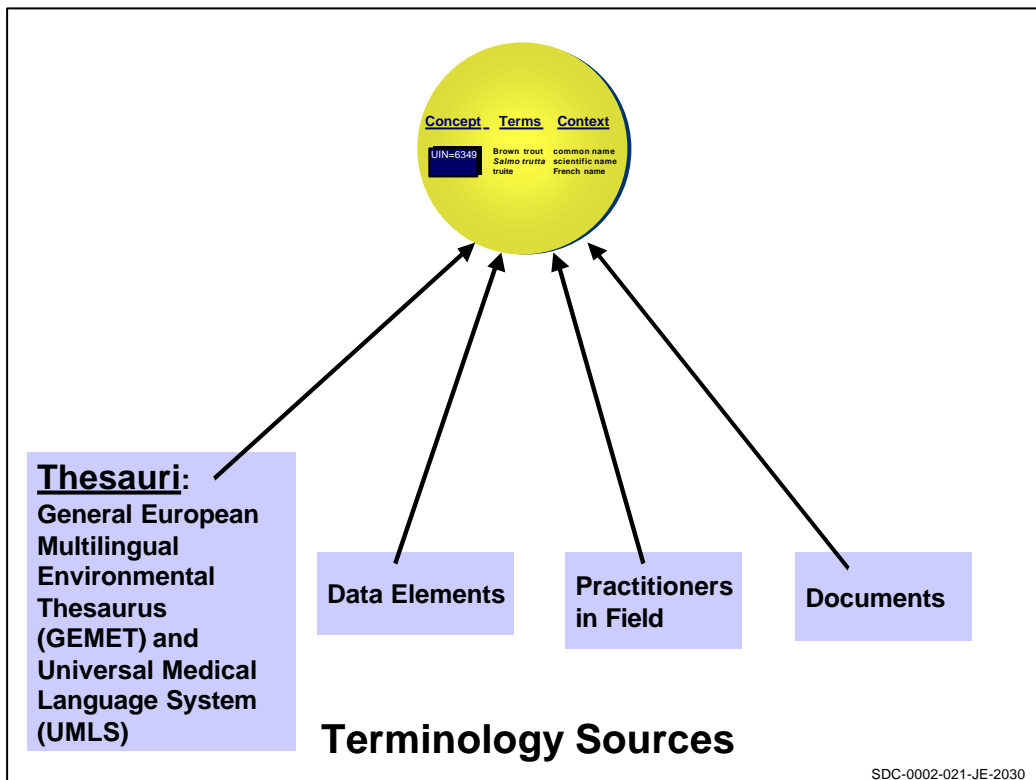 Concept Terms Context
UIN=6349
Brown trout common name
Salmo trutta scientific name
truite French name
Thesauri:
General European
Multilingual
Environmental
Thesaurus
(GEMET) and
Universal Medical
Language System
(UMLS)
Data Elements
Practitioners
in Field
Documents
Terminology Sources
SDC-0002-021-JE-2030